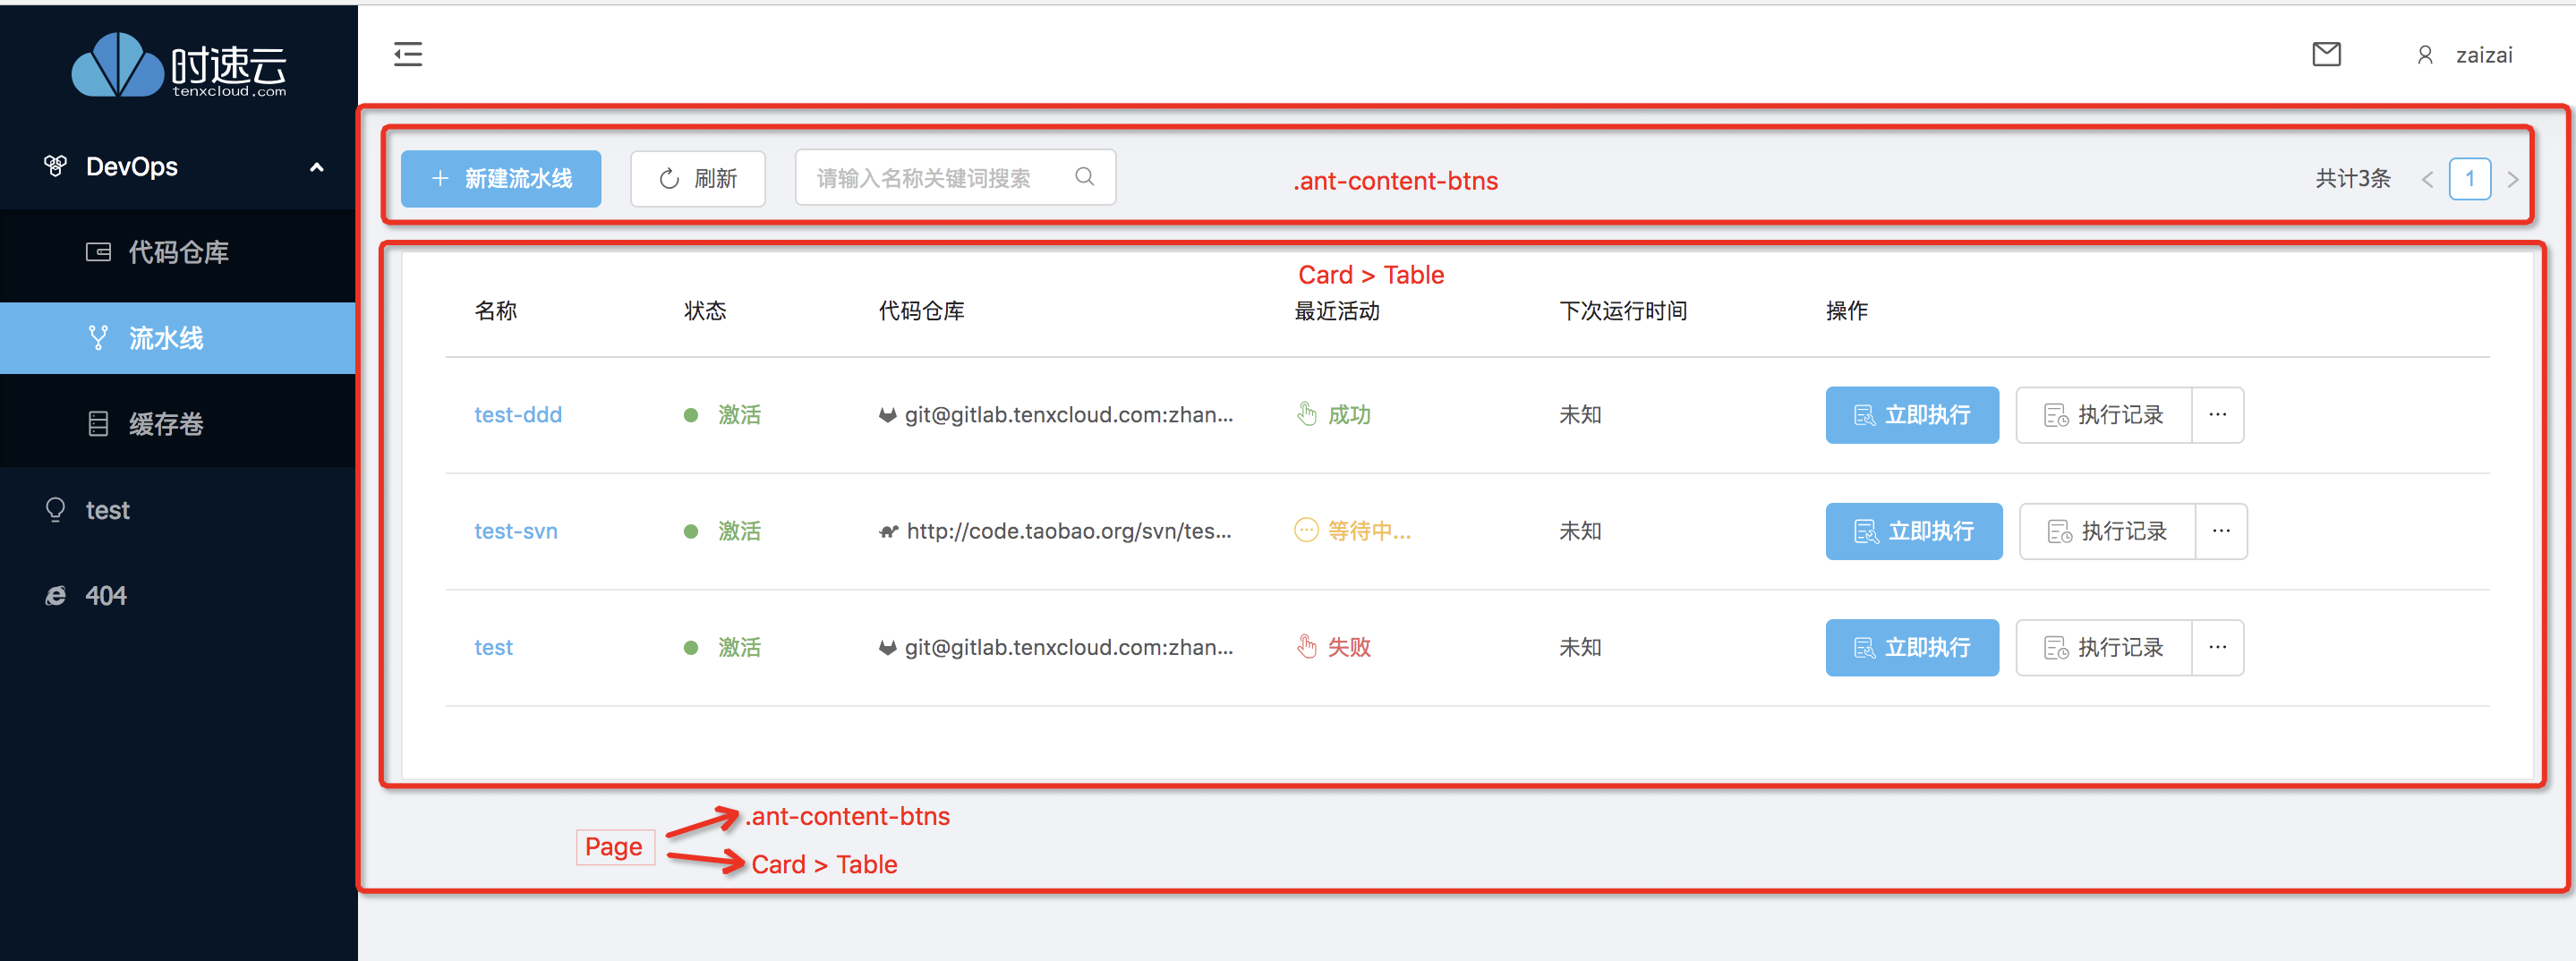 时速云
tenxcloud.com
zaizai
DevOps
代码仓库
流水线
缓存卷
test
404
新建流水线 刷新 请输入名称关键词搜索 .ant-content-btns 共计3条 1
Card > Table
名称 状态 代码仓库 最近活动 下次运行时间 操作
test-ddd 激活 git@gitlab.tenxcloud.com:zhan... 成功 未知 立即执行 执行记录 ...
test-svn 激活 http://code.taobao.org/svn/tes... 等待中... 未知 立即执行 执行记录 ...
test 激活 git@gitlab.tenxcloud.com:zhan... 失败 未知 立即执行 执行记录 ...
.ant-content-btns
Page
Card > Table